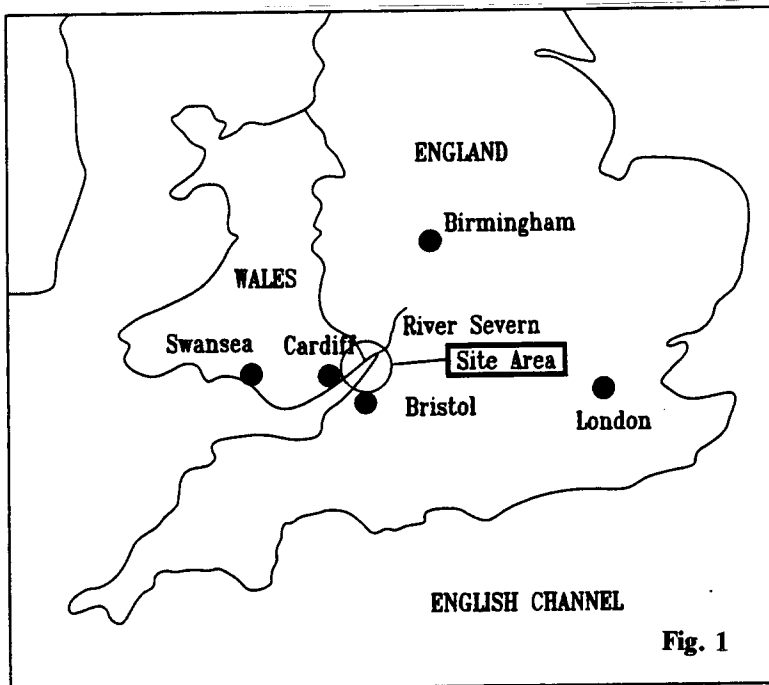 ENGLAND
Birmingham
WALES
River Severn
Swansea
Cardiff
Site Area
Bristol
London
ENGLISH CHANNEL
Fig. 1